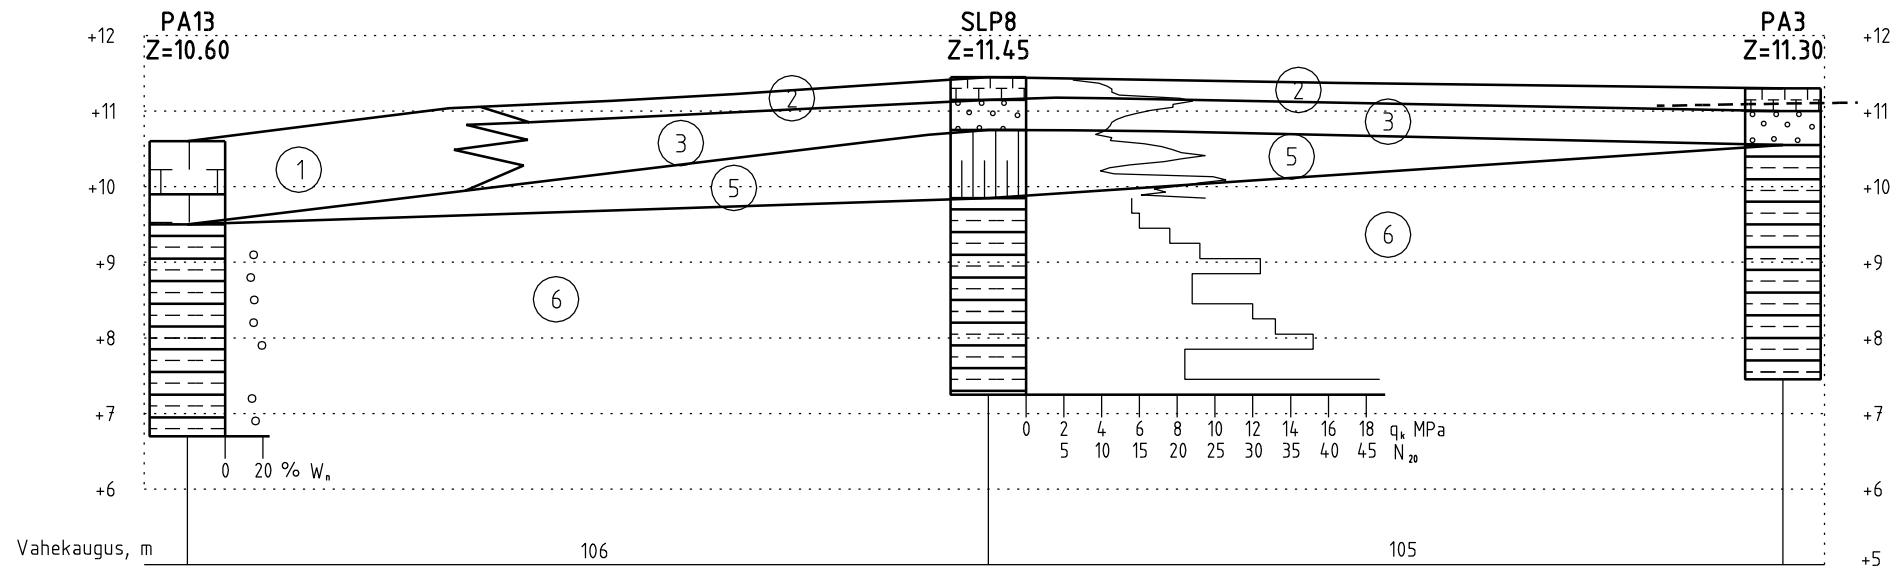 PA13 SLP8 PA3
Z=10.60 Z=11.45 Z=11.30
+12 +12
2 2
+11 3 3 +11
1 5
+10 5 +10
6
+9 +9
6
+8 +8
+7 +7
0 2 4 6 8 10 12 14 16 18 qk MPa
5 10 15 20 25 30 35 40 45 N20
0 20 % Wn
+6 +6
Vahekaugus, m 106 105 +5